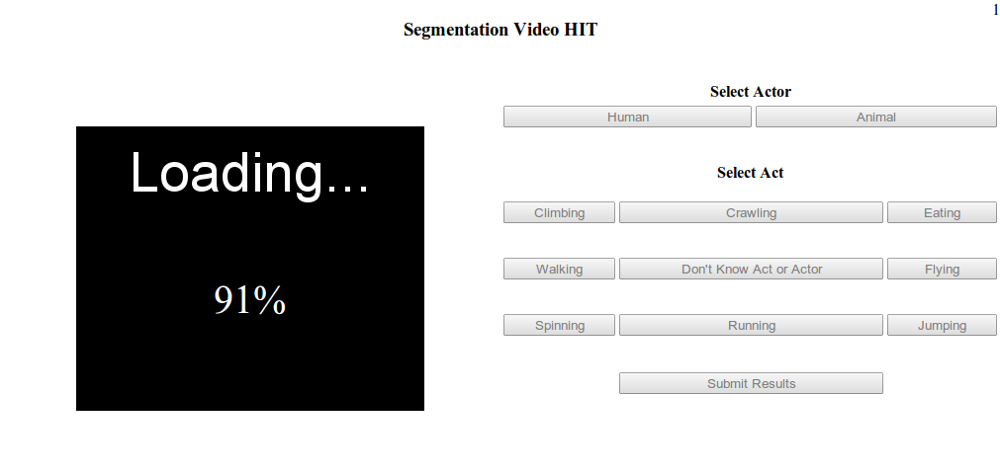 1
Segmentation Video HIT
Loading...
91%
Select Actor
Human Animal
Select Act
Climbing Crawling Eating
Walking Don't Know Act or Actor Flying
Spinning Running Jumping
Submit Results